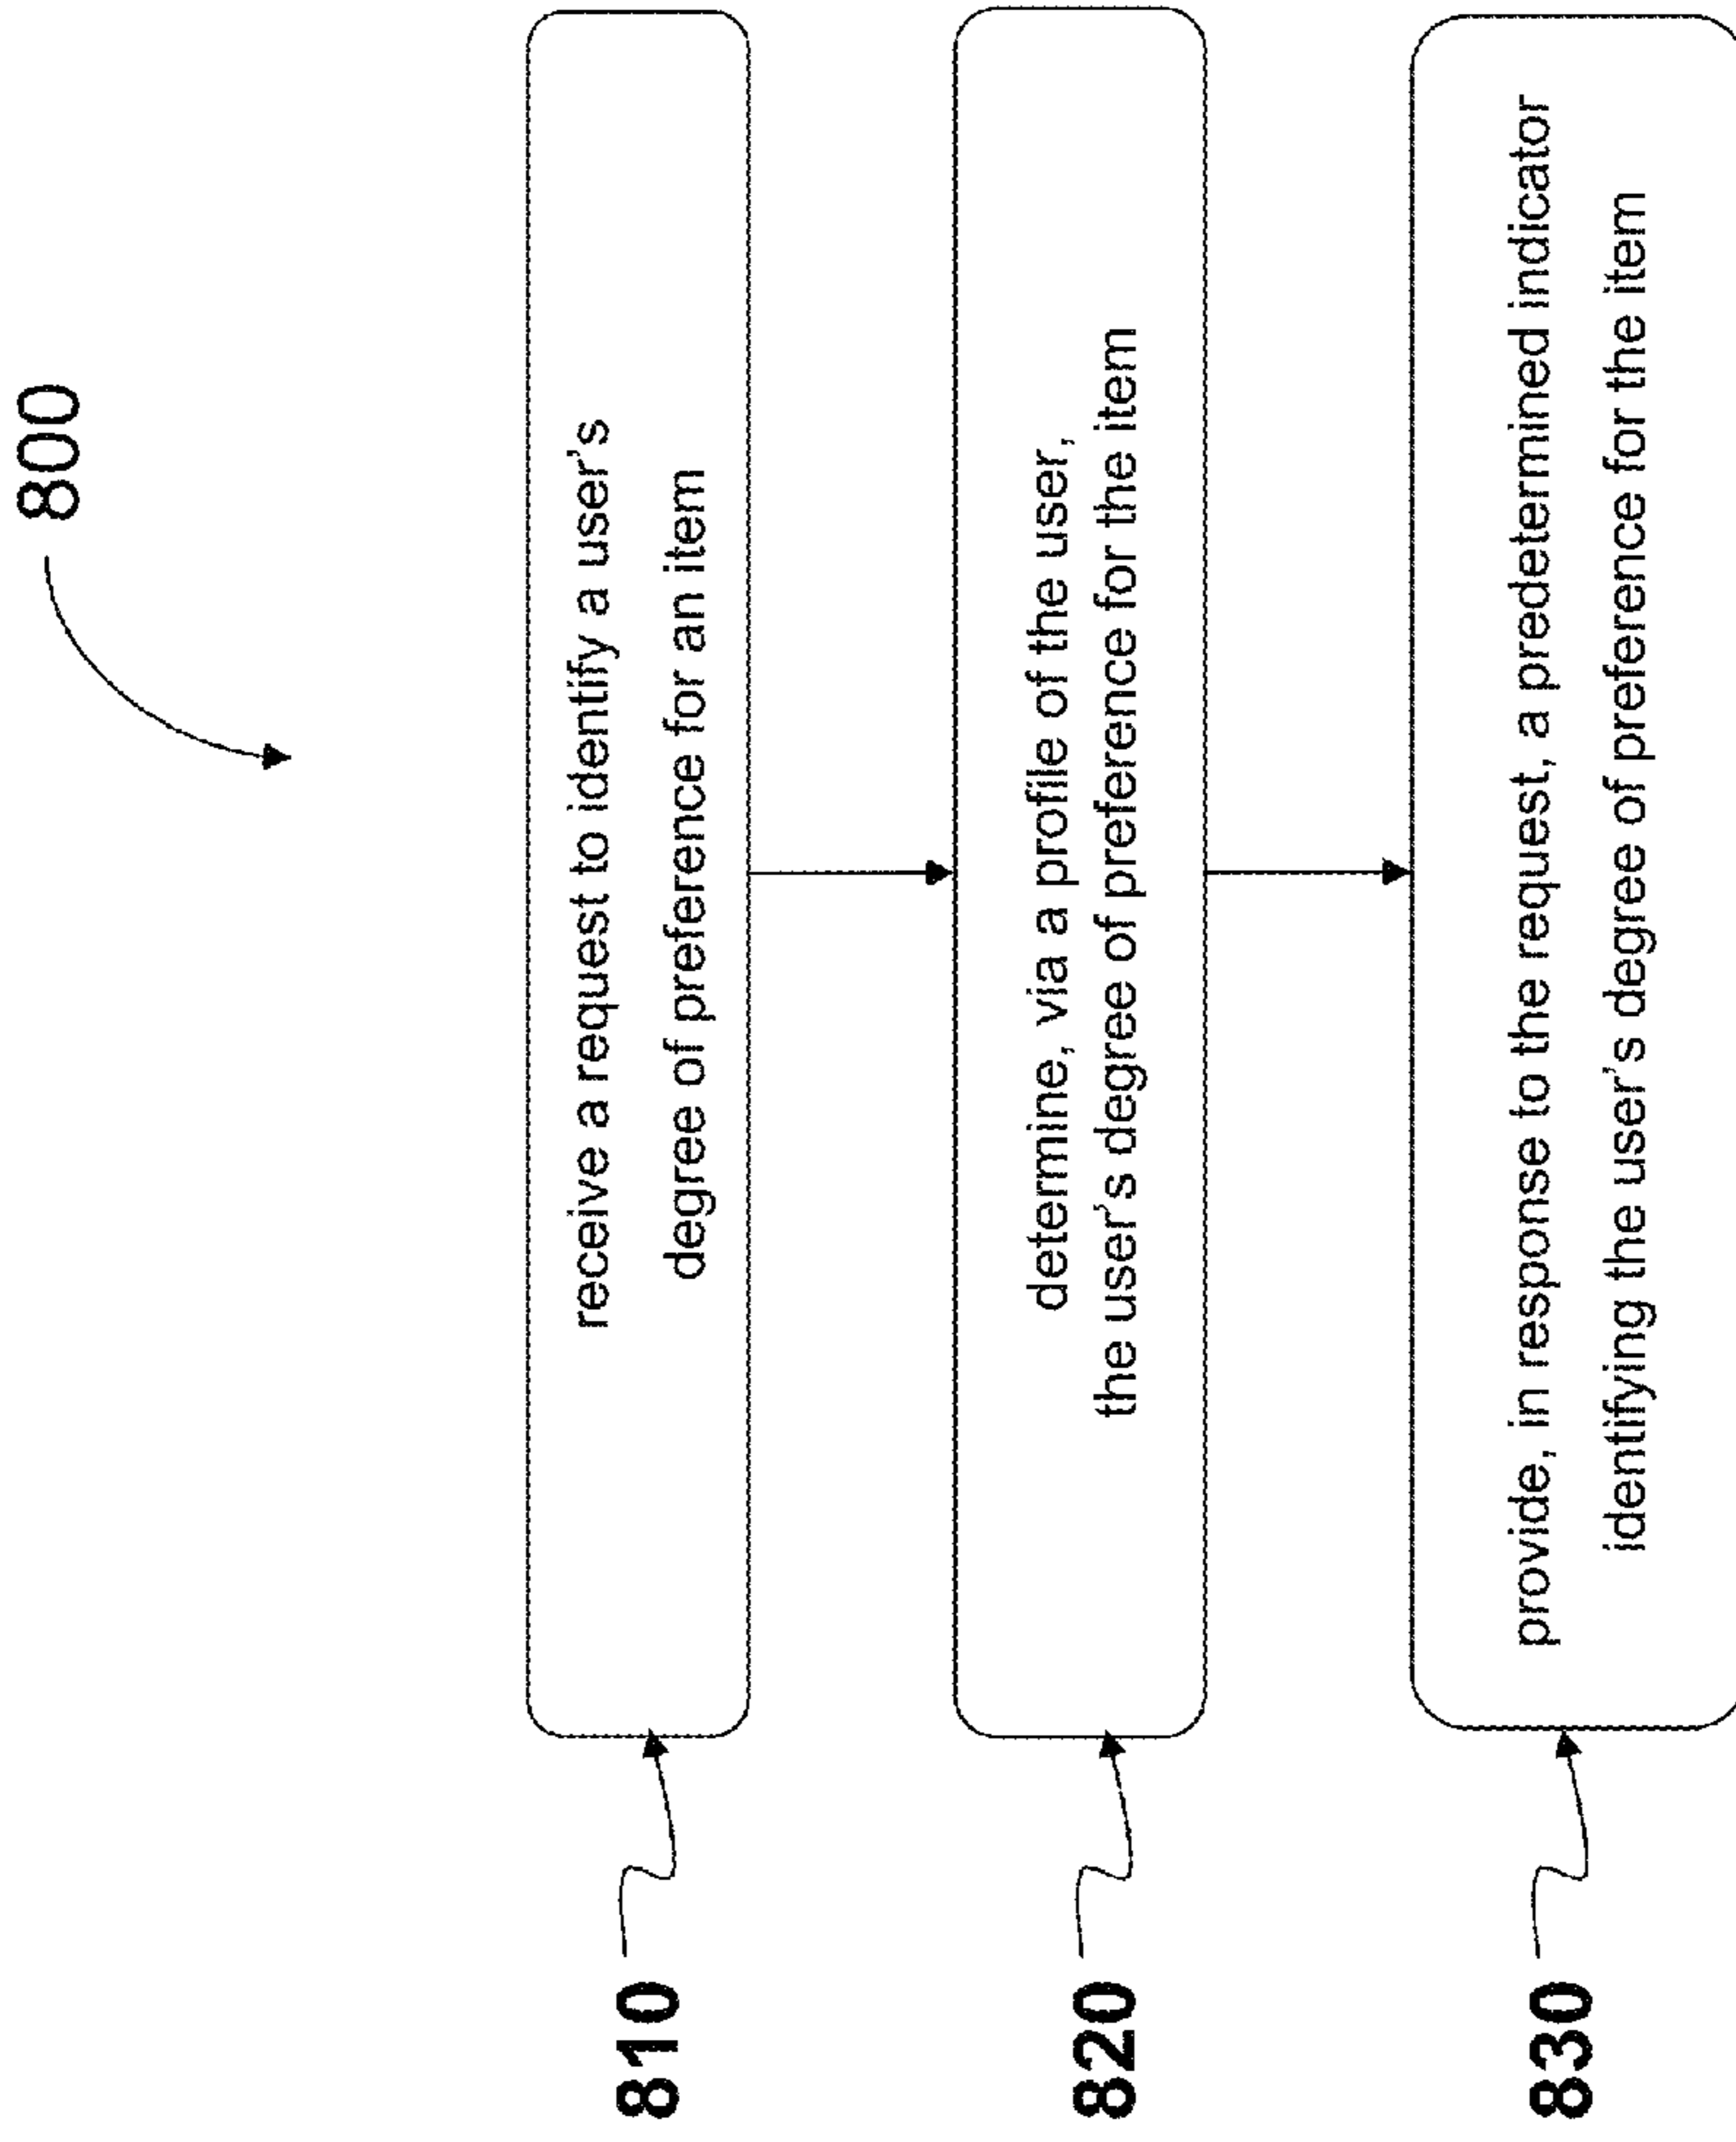 800
810
receive a request to identify a user's
degree of preference for an item
820
determine, via a profile of the user,
the user's degree of preference for the item
830
provide, in response to the request, a predetermined indicator
identifying the user's degree of preference for the item